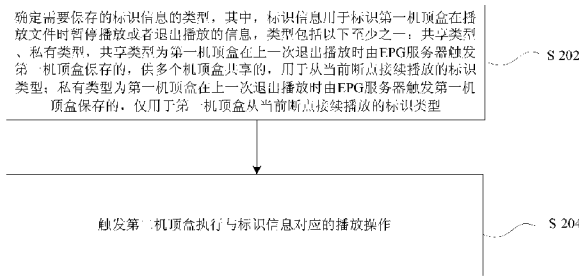 确定需要保存的标识信息的类型，其中，标识信息用于标识第一机顶盒在播
放文件时暂停播放或者退出播放的信息，类型包括以下至少之一：共享类型
、私有类型，共享类型为第一机顶盒在上一次退出播放时由EPG服务器触发
第一机顶盒保存的，供多个机顶盒共享的，用于从当前断点接续播放的标识
类型；私有类型为第一机顶盒在上一次退出播放时由EPG服务器触发第一机
顶盒保存的，仅用于第一机顶盒从当前断点接续播放的标识类型
S 202
触发第二机顶盒执行与标识信息对应的播放操作
S 204